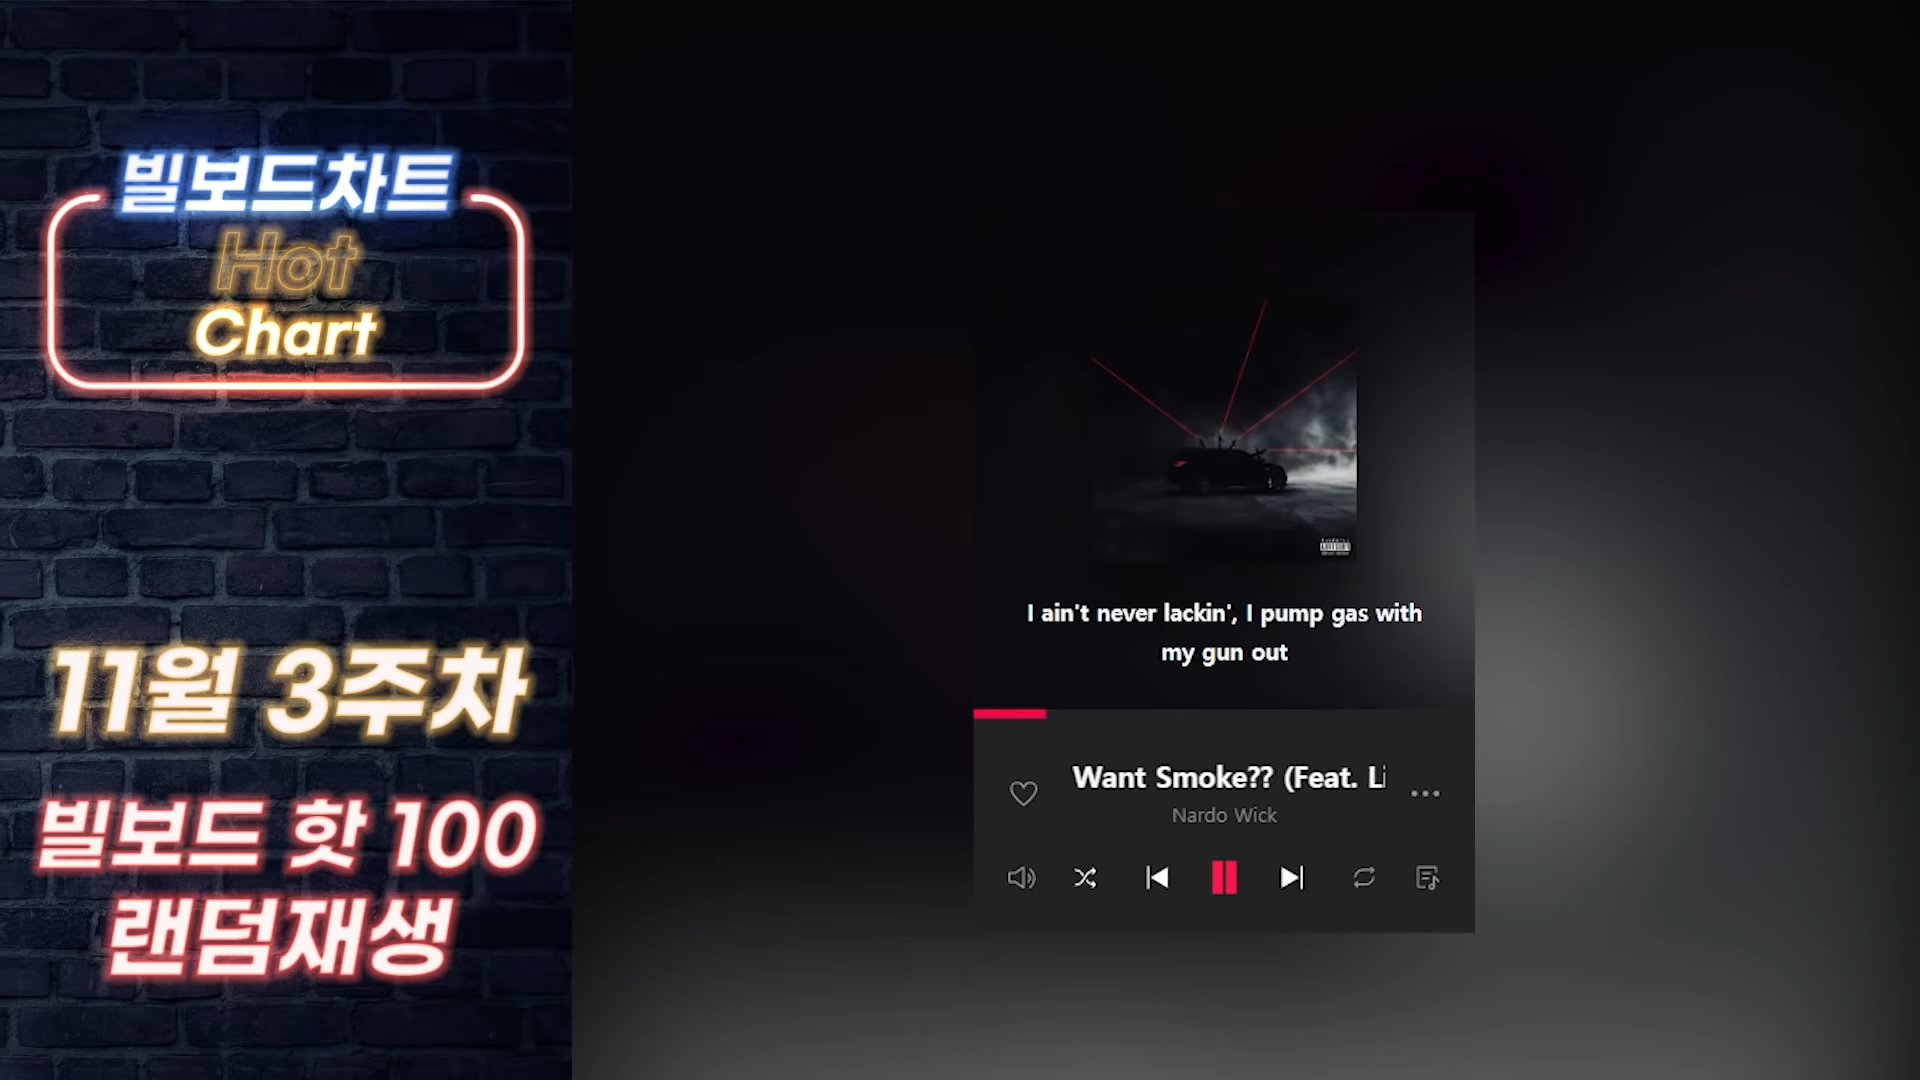 빌보드차트
Hot
Chart
11월 3주차
빌보드 핫 100
랜덤재생
I ain't never lackin', I pump gas with
my gun out
Want Smoke?? (Feat. Li
Nardo Wick